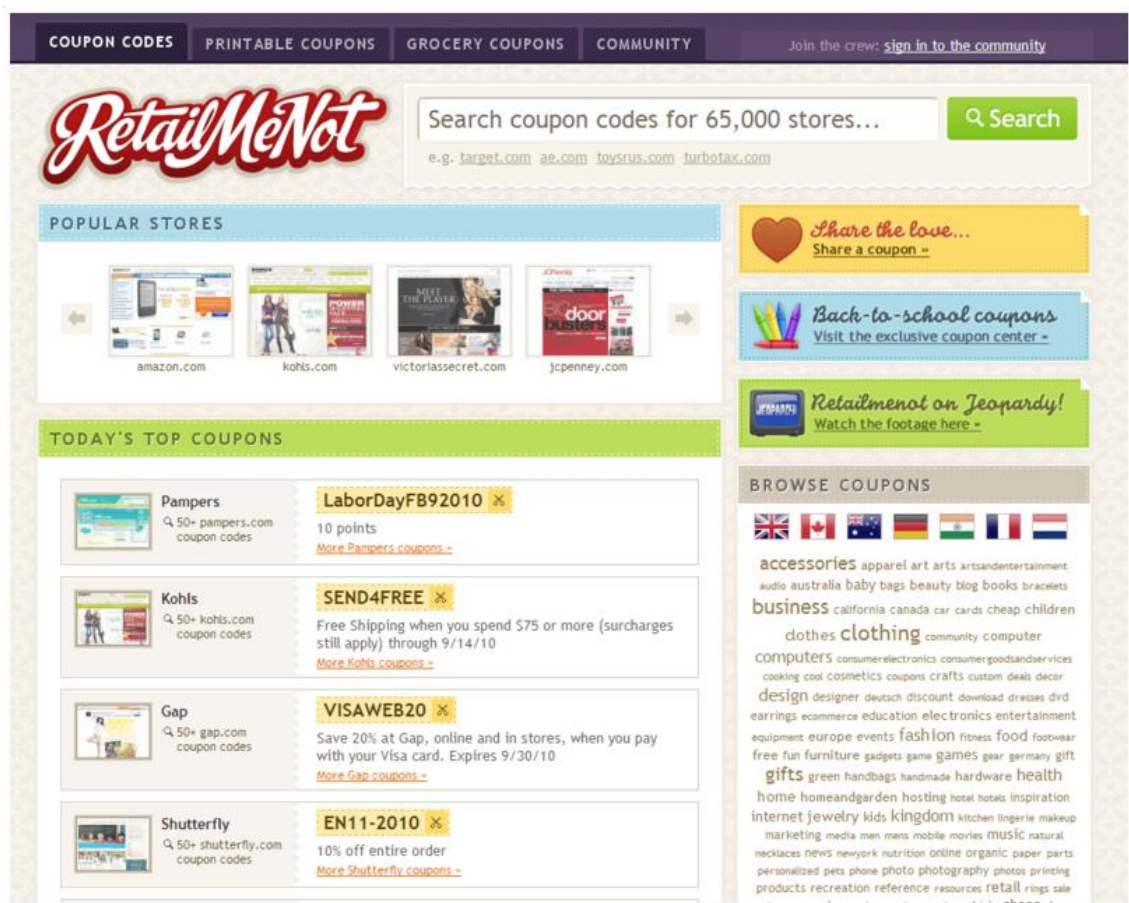 COUPON CODES PRINTABLE COUPONS GROCERY COUPONS COMMUNITY Join the crew: sign in to the community
RetailMeNot
Search coupon codes for 65,000 stores... Search
e.g. target.com ae.com toysrus.com turbotax.com
POPULAR STORES
MEET
THE PLAYER
JCPenney
door
busters
amazon.com kohls.com victoriassecret.com jcpenney.com
TODAY'S TOP COUPONS
Pampers
50+ pampers.com
coupon codes
LaborDayFB92010
10 points
More Pampers coupons »
Kohls
50+ kohls.com
coupon codes
SEND4FREE
Free Shipping when you spend $75 or more (surcharges
still apply) through 9/14/10
More Kohls coupons »
Gap
50+ gap.com
coupon codes
VISAWEB20
Save 20% at Gap, online and in stores, when you pay
with your Visa card. Expires 9/30/10
More Gap coupons »
Shutterfly
50+ shutterfly.com
coupon codes
EN11-2010
10% off entire order
More Shutterfly coupons »
Share the love...
Share a coupon »
Back-to-school coupons
Visit the exclusive coupon center »
JEOPARDY!
Retailmenot on Jeopardy!
Watch the footage here »
BROWSE COUPONS
accessories apparel art arts artsandentertainment
audio australia baby bags beauty blog books bracelets
business california canada car cards cheap children
clothes clothing community computer
computers consumerelectronics consumergoodsandservices
cooking cool cosmetics coupons crafts custom deals decor
design designer deutsch discount download dresses dvd
earrings ecommerce education electronics entertainment
equipment europe events fashion fitness food footwear
free fun furniture gadgets game games gear germany gift
gifts green handbags handmade hardware health
home homeandgarden hosting hotel hotels inspiration
internet jewelry kids kingdom kitchen lingerie makeup
marketing media men mens mobile movies music natural
necklaces news newyork nutrition online organic paper parts
personalized pets phone photo photography photos printing
products recreation reference resources retail rings sale